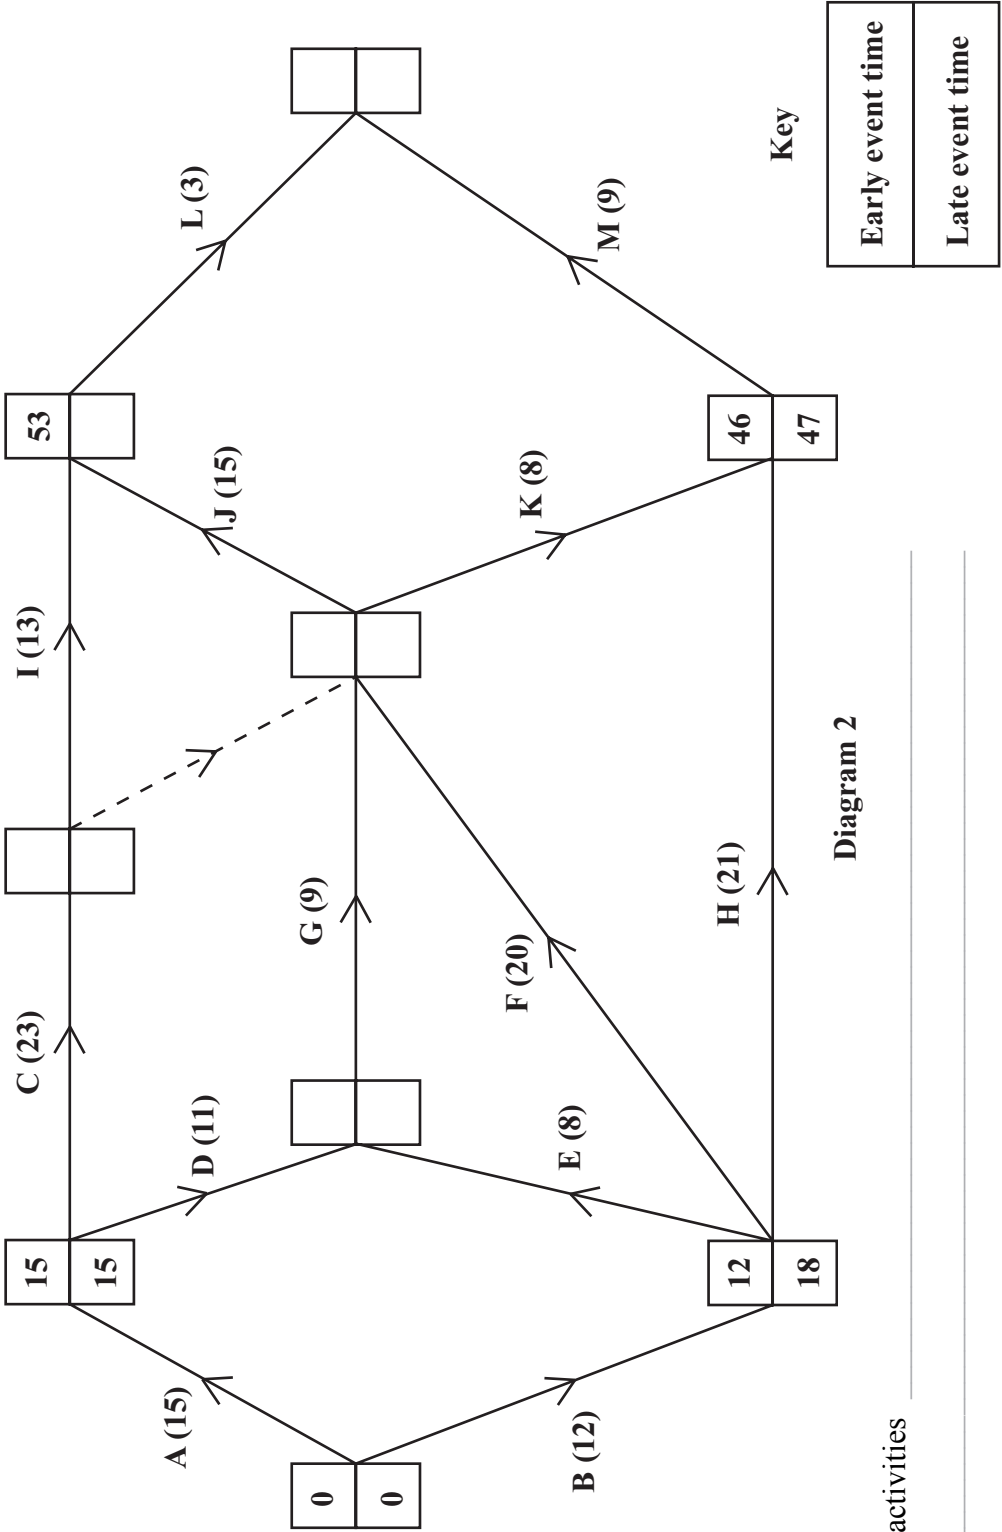 15
15
C (23)
I (13)
53
A (15)
D (11)
J (15)
L (3)
0
0
G (9)
F (20)
E (8)
K (8)
M (9)
B (12)
12
18
H (21)
46
47
Diagram 2
Key
Early event time
Late event time
activities